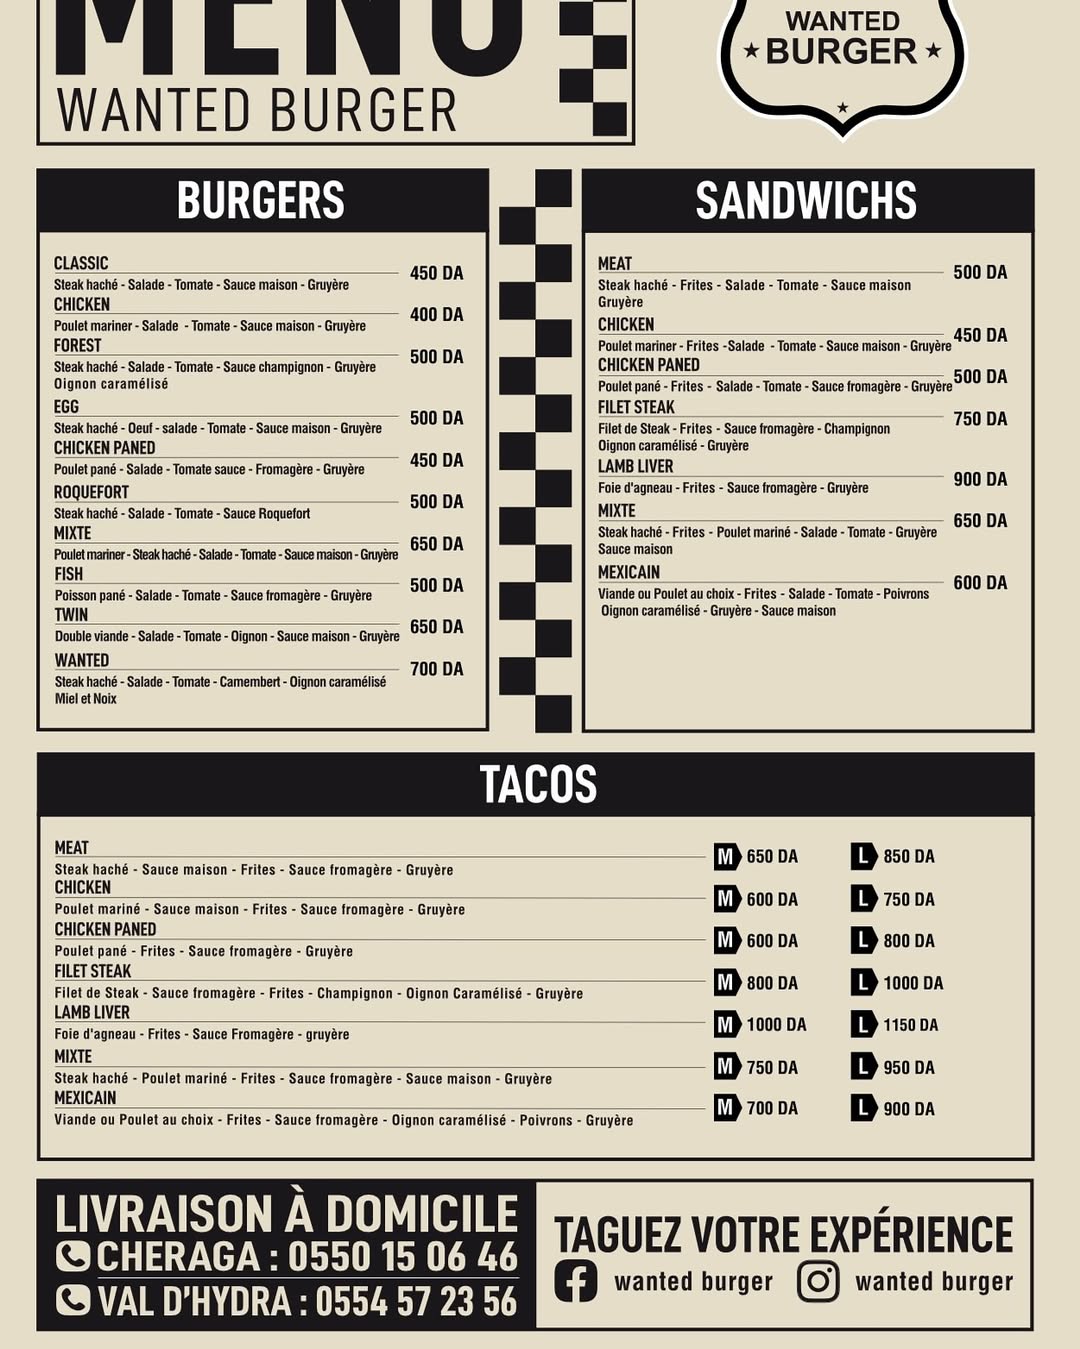 MENU
WANTED BURGER
WANTED
BURGER
BURGERS
CLASSIC
450 DA
Steak haché - Salade - Tomate - Sauce maison - Gruyère
CHICKEN
400 DA
Poulet mariner - Salade - Tomate - Sauce maison - Gruyère
FOREST
500 DA
Steak haché - Salade - Tomate - Sauce champignon - Gruyère
Oignon caramélisé
EGG
500 DA
Steak haché - Oeuf - salade - Tomate - Sauce maison - Gruyère
CHICKEN PANED
450 DA
Poulet pané - Salade - Tomate sauce - Fromagère - Gruyère
ROQUEFORT
500 DA
Steak haché - Salade - Tomate - Sauce Roquefort
MIXTE
650 DA
Poulet mariner - Steak haché - Salade - Tomate - Sauce maison - Gruyère
FISH
500 DA
Poisson pané - Salade - Tomate - Sauce fromagère - Gruyère
TWIN
650 DA
Double viande - Salade - Tomate - Oignon - Sauce maison - Gruyère
WANTED
700 DA
Steak haché - Salade - Tomate - Camembert - Oignon caramélisé
Miel et Noix
SANDWICHS
MEAT
500 DA
Steak haché - Frites - Salade - Tomate - Sauce maison
Gruyère
CHICKEN
450 DA
Poulet mariner - Frites -Salade - Tomate - Sauce maison - Gruyère
CHICKEN PANED
500 DA
Poulet pané - Frites - Salade - Tomate - Sauce fromagère - Gruyère
FILET STEAK
750 DA
Filet de Steak - Frites - Sauce fromagère - Champignon
Oignon caramélisé - Gruyère
LAMB LIVER
900 DA
Foie d'agneau - Frites - Sauce fromagère - Gruyère
MIXTE
650 DA
Steak haché - Frites - Poulet mariné - Salade - Tomate - Gruyère
Sauce maison
MEXICAIN
600 DA
Viande ou Poulet au choix - Frites - Salade - Tomate - Poivrons
Oignon caramélisé - Gruyère - Sauce maison
TACOS
MEAT
M 650 DA L 850 DA
Steak haché - Sauce maison - Frites - Sauce fromagère - Gruyère
CHICKEN
M 600 DA L 750 DA
Poulet mariné - Sauce maison - Frites - Sauce fromagère - Gruyère
CHICKEN PANED
M 600 DA L 800 DA
Poulet pané - Frites - Sauce fromagère - Gruyère
FILET STEAK
M 800 DA L 1000 DA
Filet de Steak - Sauce fromagère - Frites - Champignon - Oignon Caramélisé - Gruyère
LAMB LIVER
M 1000 DA L 1150 DA
Foie d'agneau - Frites - Sauce Fromagère - gruyère
MIXTE
M 750 DA L 950 DA
Steak haché - Poulet mariné - Frites - Sauce fromagère - Sauce maison - Gruyère
MEXICAIN
M 700 DA L 900 DA
Viande ou Poulet au choix - Frites - Sauce fromagère - Oignon caramélisé - Poivrons - Gruyère
LIVRAISON À DOMICILE
CHERAGA : 0550 15 06 46
VAL D'HYDRA : 0554 57 23 56
TAGUEZ VOTRE EXPÉRIENCE
wanted burger wanted burger